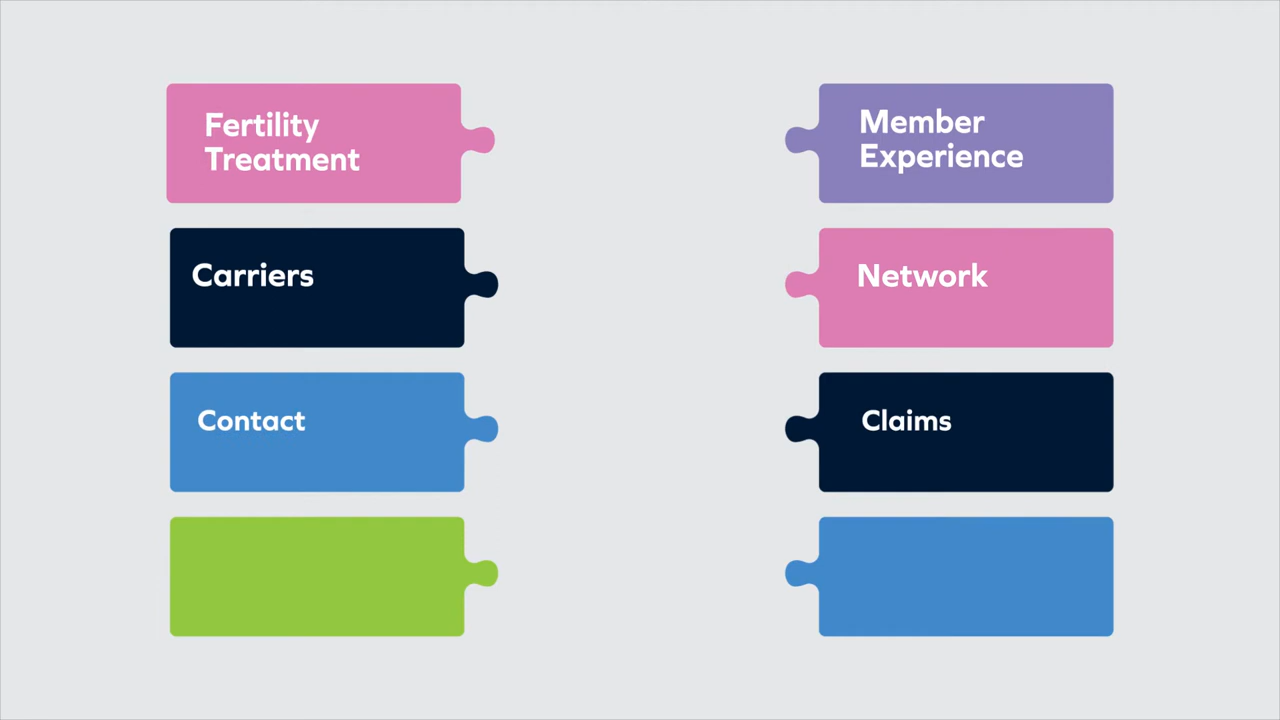 Fertility
Treatment
Member
Experience
Carriers
Network
Contact
Claims